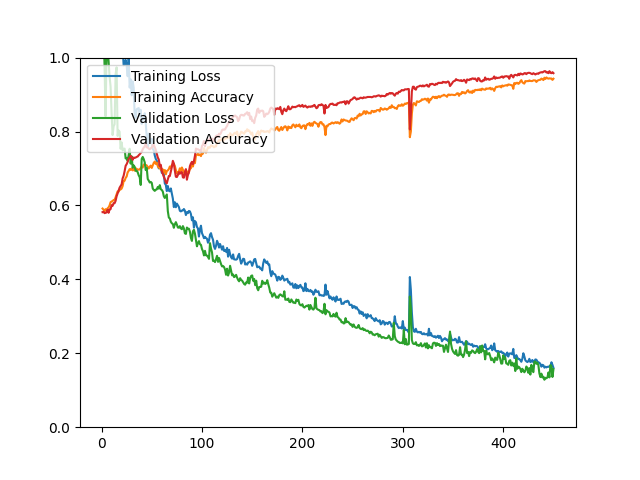 1.0
0.8
0.6
0.4
0.2
0.0
Training Loss
Training Accuracy
Validation Loss
Validation Accuracy
0 100 200 300 400